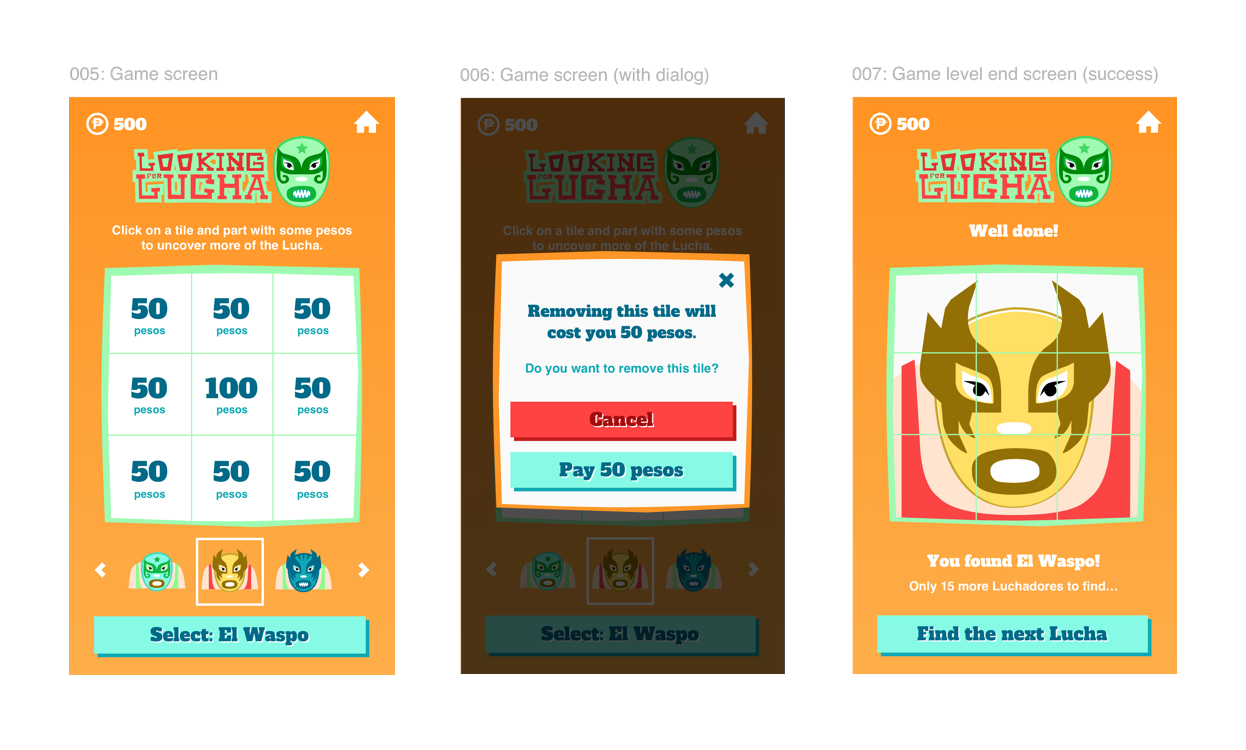 005: Game screen
500
LOOKING
FOR
LUCHA
Click on a tile and part with some pesos
to uncover more of the Lucha.
50 50 50
pesos pesos pesos
50 100 50
pesos pesos pesos
50 50 50
pesos pesos pesos
Select: El Waspo
006: Game screen (with dialog)
500
LOOKING
FOR
LUCHA
Click on a tile and part with some pesos
to uncover more of the Lucha.
Removing this tile will
cost you 50 pesos.
Do you want to remove this tile?
Cancel
Pay 50 pesos
Select: El Waspo
007: Game level end screen (success)
500
LOOKING
FOR
LUCHA
Well done!
You found El Waspo!
Only 15 more Luchadores to find...
Find the next Lucha